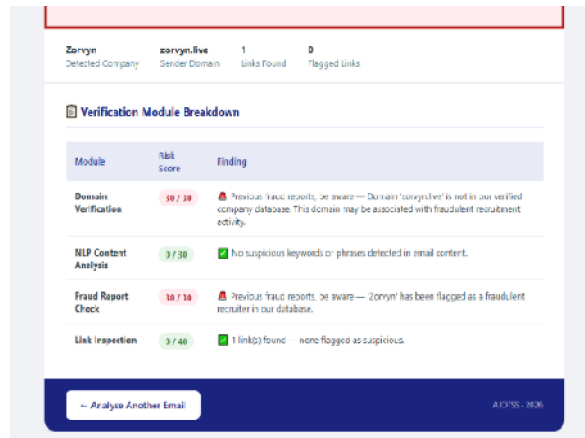 Zorvyn zorvyn.live 1 0
Detected Company Sender Domain Links Found Flagged Links
Verification Module Breakdown
Module Risk Score Finding
Domain Verification 30 / 30 Previous fraud reports, be aware — Domain 'zorvyn.live' is not in our verified
company database. This domain may be associated with fraudulent recruitment
activity.
NLP Content Analysis 0 / 30 No suspicious keywords or phrases detected in email content.
Fraud Report Check 30 / 30 Previous fraud reports, be aware — 'Zorvyn' has been flagged as a fraudulent
recruiter in our database.
Link Inspection 0 / 40 1 link(s) found — none flagged as suspicious.
← Analyze Another Email 2026